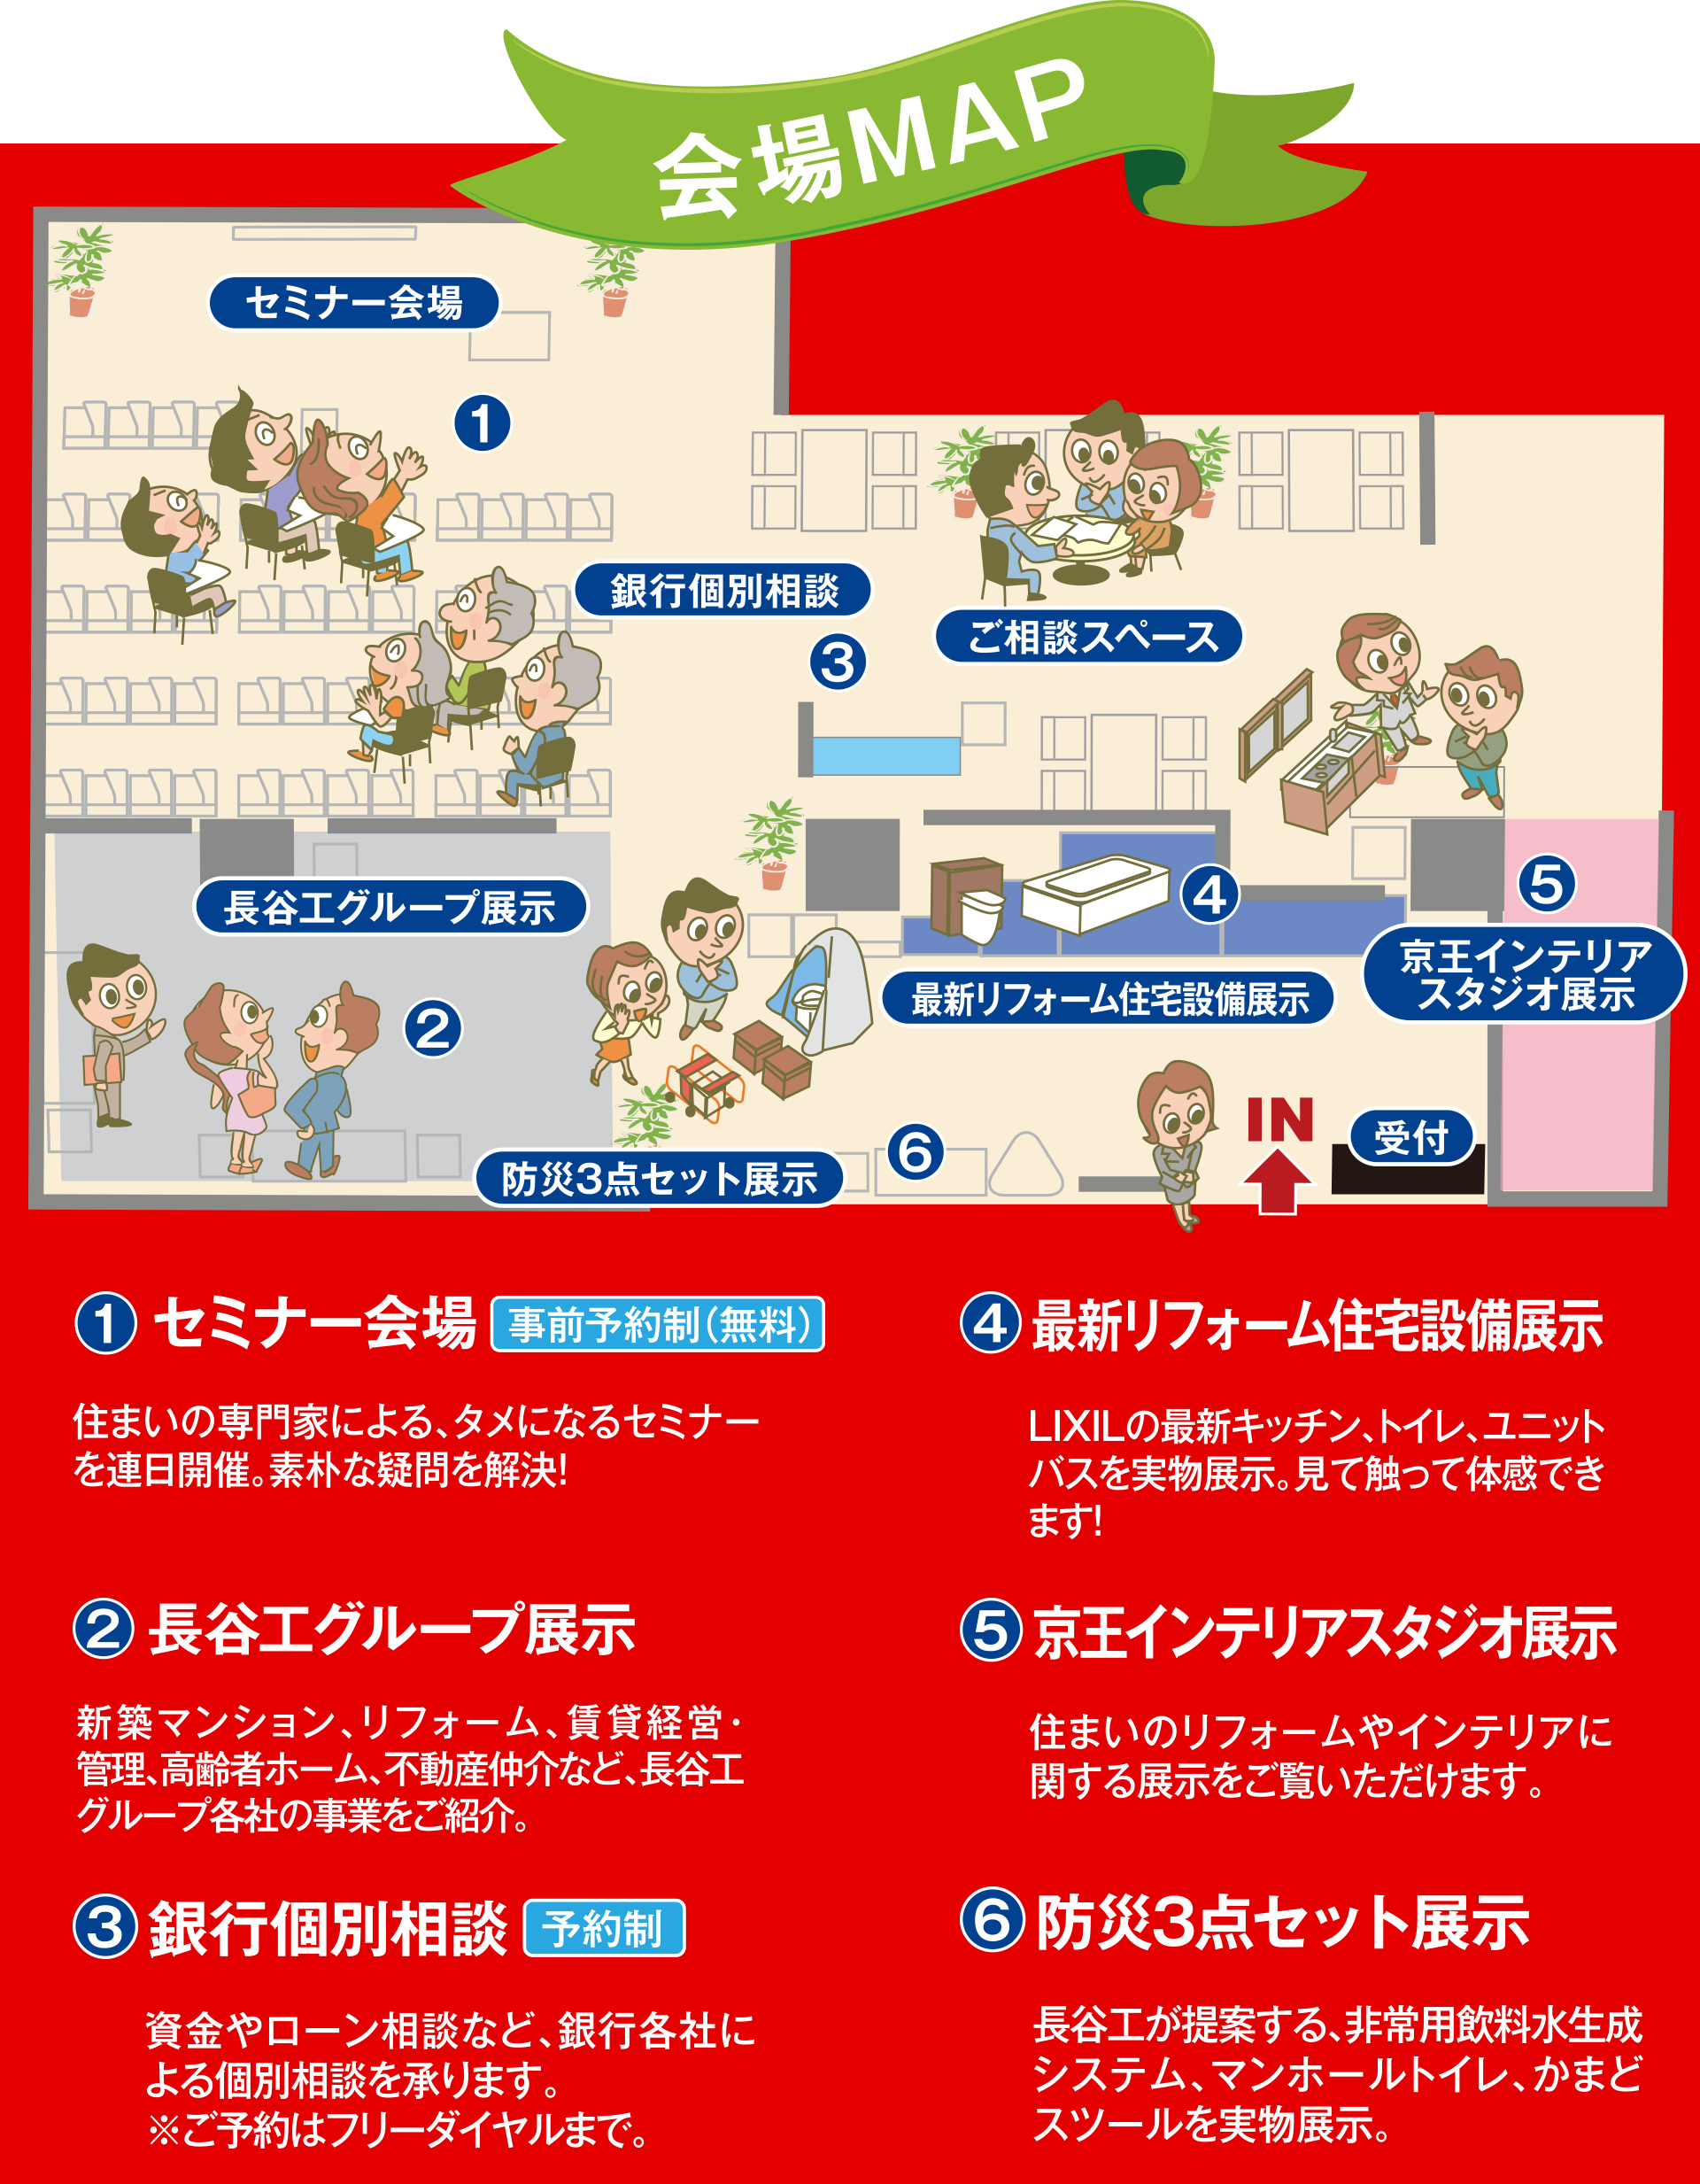 会場MAP
セミナー会場
1
銀行個別相談
3
ご相談スペース
長谷工グループ展示
2
4
最新リフォーム住宅設備展示
5
京王インテリア
スタジオ展示
防災3点セット展示
6
IN
受付
1 セミナー会場 事前予約制(無料)
住まいの専門家による、タメになるセミナー
を連日開催。素朴な疑問を解決!
2 長谷工グループ展示
新築マンション、リフォーム、賃貸経営・
管理、高齢者ホーム、不動産仲介など、長谷工
グループ各社の事業をご紹介。
3 銀行個別相談 予約制
資金やローン相談など、銀行各社に
よる個別相談を承ります。
※ご予約はフリーダイヤルまで。
4 最新リフォーム住宅設備展示
LIXILの最新キッチン、トイレ、ユニット
バスを実物展示。見て触って体感でき
ます!
5 京王インテリアスタジオ展示
住まいのリフォームやインテリアに
関する展示をご覧いただけます。
6 防災3点セット展示
長谷工が提案する、非常用飲料水生成
システム、マンホールトイレ、かまど
スツールを実物展示。